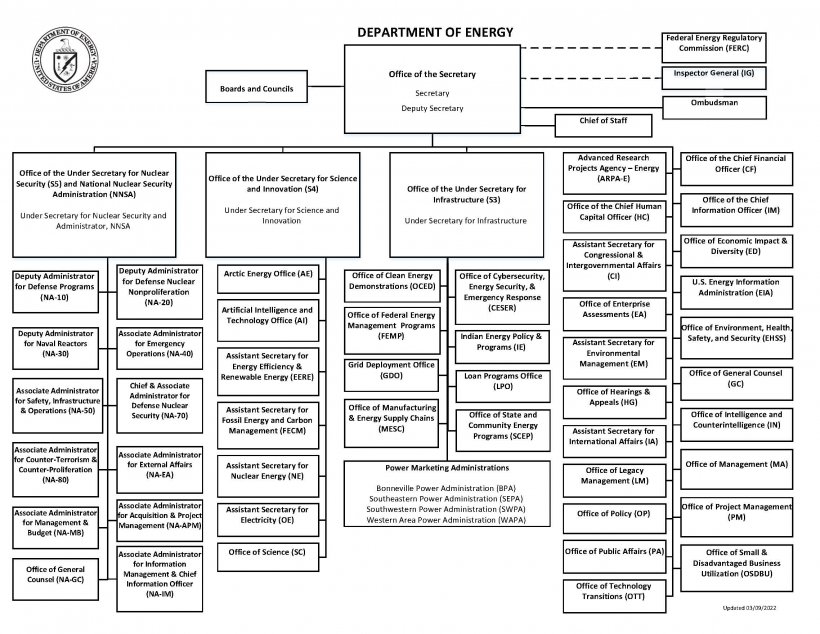 DEPARTMENT OF ENERGY
DEPARTMENT OF ENERGY
UNITED STATES OF AMERICA
Office of the Secretary
Secretary
Deputy Secretary
Boards and Councils
Federal Energy Regulatory
Commission (FERC)
Inspector General (IG)
Ombudsman
Chief of Staff
Office of the Under Secretary for Nuclear
Security (S5) and National Nuclear Security
Administration (NNSA)
Under Secretary for Nuclear Security and
Administrator, NNSA
Office of the Under Secretary for Science
and Innovation (S4)
Under Secretary for Science and
Innovation
Office of the Under Secretary for
Infrastructure (S3)
Under Secretary for Infrastructure
Deputy Administrator
for Defense Programs
(NA-10)
Deputy Administrator
for Defense Nuclear
Nonproliferation
(NA-20)
Deputy Administrator
for Naval Reactors
(NA-30)
Associate Administrator
for Emergency
Operations (NA-40)
Associate Administrator
for Safety, Infrastructure
& Operations (NA-50)
Chief & Associate
Administrator for
Defense Nuclear
Security (NA-70)
Associate Administrator
for Counter-Terrorism &
Counter-Proliferation
(NA-80)
Associate Administrator
for External Affairs
(NA-EA)
Associate Administrator
for Management &
Budget (NA-MB)
Associate Administrator
for Acquisition & Project
Management (NA-APM)
Office of General
Counsel (NA-GC)
Associate Administrator
for Information
Management & Chief
Information Officer
(NA-IM)
Arctic Energy Office (AE)
Artificial Intelligence and
Technology Office (AI)
Assistant Secretary for
Energy Efficiency &
Renewable Energy (EERE)
Assistant Secretary for
Fossil Energy and Carbon
Management (FECM)
Assistant Secretary for
Nuclear Energy (NE)
Assistant Secretary for
Electricity (OE)
Office of Science (SC)
Office of Clean Energy
Demonstrations (OCED)
Office of Cybersecurity,
Energy Security, &
Emergency Response
(CESER)
Office of Federal Energy
Management Programs
(FEMP)
Indian Energy Policy &
Programs (IE)
Grid Deployment Office
(GDO)
Loan Programs Office
(LPO)
Office of Manufacturing
& Energy Supply Chains
(MESC)
Office of State and
Community Energy
Programs (SCEP)
Power Marketing Administrations
Bonneville Power Administration (BPA)
Southeastern Power Administration (SEPA)
Southwestern Power Administration (SWPA)
Western Area Power Administration (WAPA)
Advanced Research
Projects Agency – Energy
(ARPA-E)
Office of the Chief Financial
Officer (CF)
Office of the Chief Human
Capital Officer (HC)
Office of the Chief
Information Officer (IM)
Assistant Secretary for
Congressional &
Intergovernmental Affairs
(CI)
Office of Economic Impact &
Diversity (ED)
U.S. Energy Information
Administration (EIA)
Office of Enterprise
Assessments (EA)
Office of Environment, Health,
Safety, and Security (EHSS)
Assistant Secretary for
Environmental
Management (EM)
Office of General Counsel
(GC)
Office of Hearings &
Appeals (HG)
Office of Intelligence and
Counterintelligence (IN)
Assistant Secretary for
International Affairs (IA)
Office of Management (MA)
Office of Legacy
Management (LM)
Office of Project Management
(PM)
Office of Policy (OP)
Office of Public Affairs (PA)
Office of Small &
Disadvantaged Business
Utilization (OSDBU)
Office of Technology
Transitions (OTT)
Updated 03/09/2022